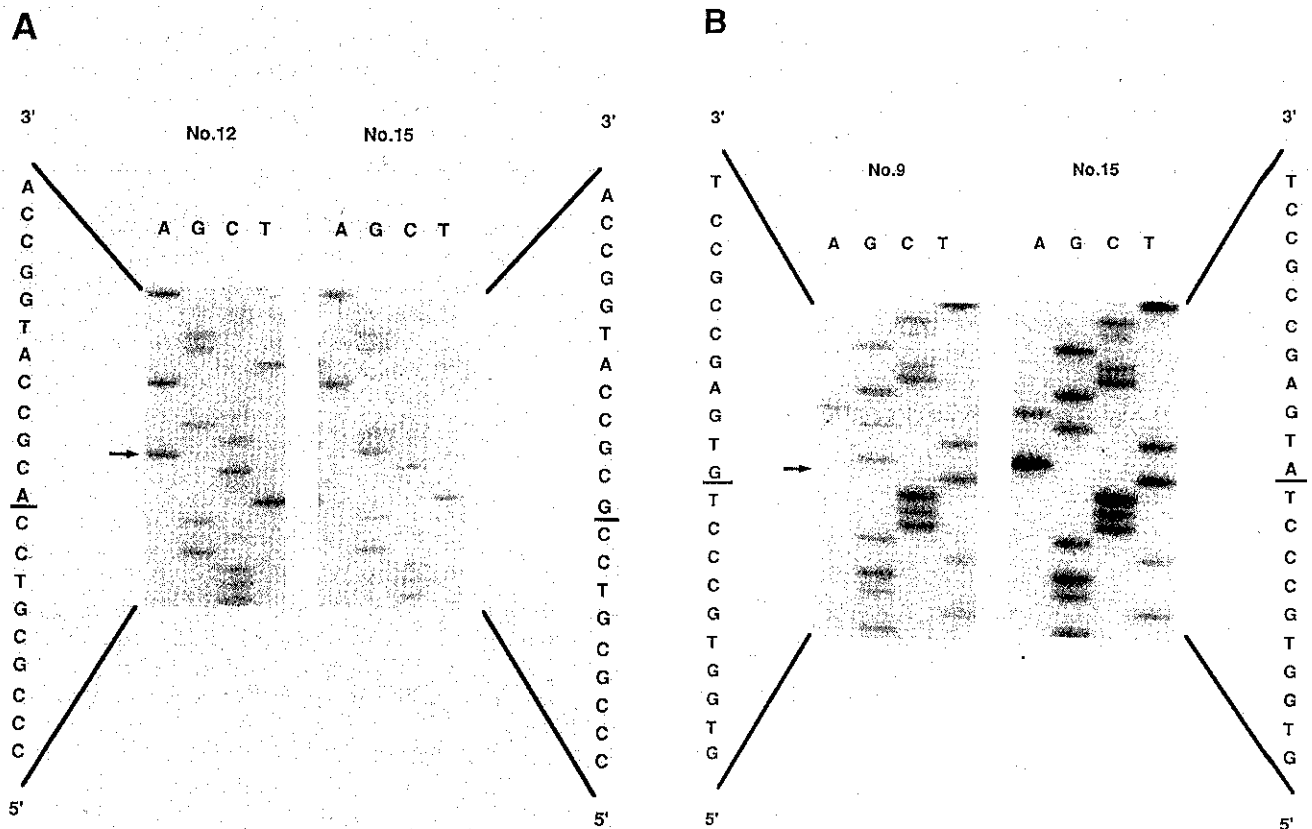 A
3'
No.12
No.15
3'
A G C T
A G C T
A C C G G T A C C G C A C C T G C G C C C
A C C G G T A C C G C G C C T G C G C C C
5'
5'
B
3'
No.9
No.15
3'
A G C T
A G C T
T C C G C C G A G T G T C C C G T G G T G
T C C G C C G A G T A T C C C G T G G T G
5'
5'